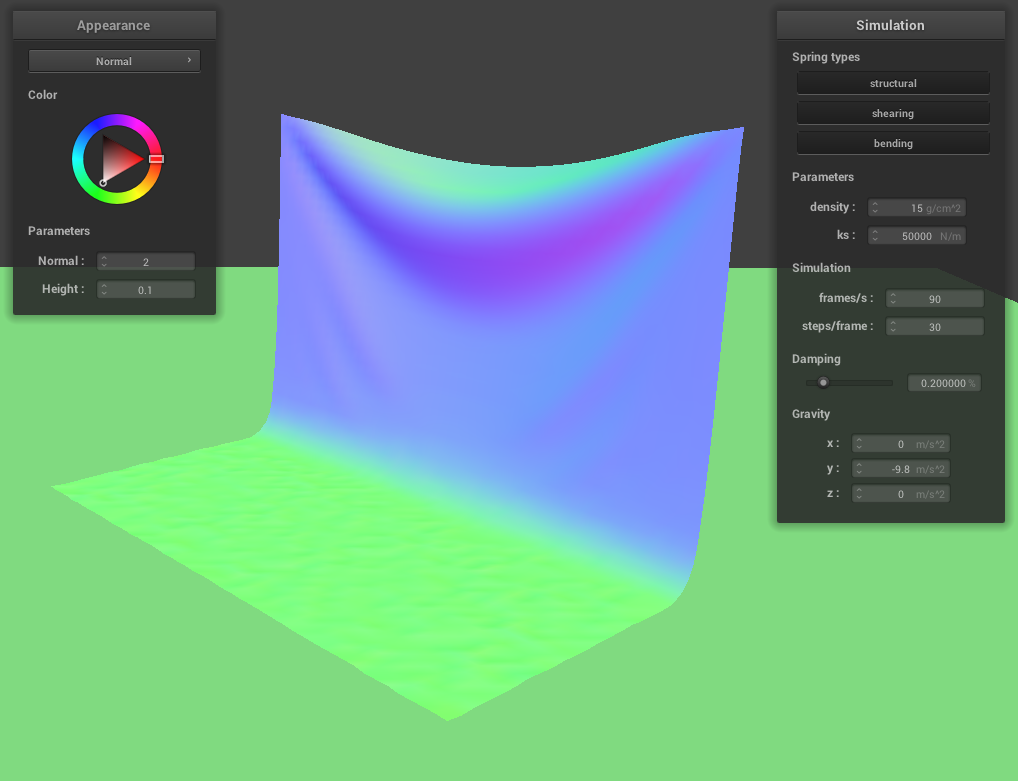 Appearance
Normal ›
Color
Parameters
Normal : 2
Height : 0.1
Simulation
Spring types
structural
shearing
bending
Parameters
density : 15 g/cm^2
ks : 50000 N/m
Simulation
frames/s : 90
steps/frame : 30
Damping
0.200000 %
Gravity
x : 0 m/s^2
y : -9.8 m/s^2
z : 0 m/s^2